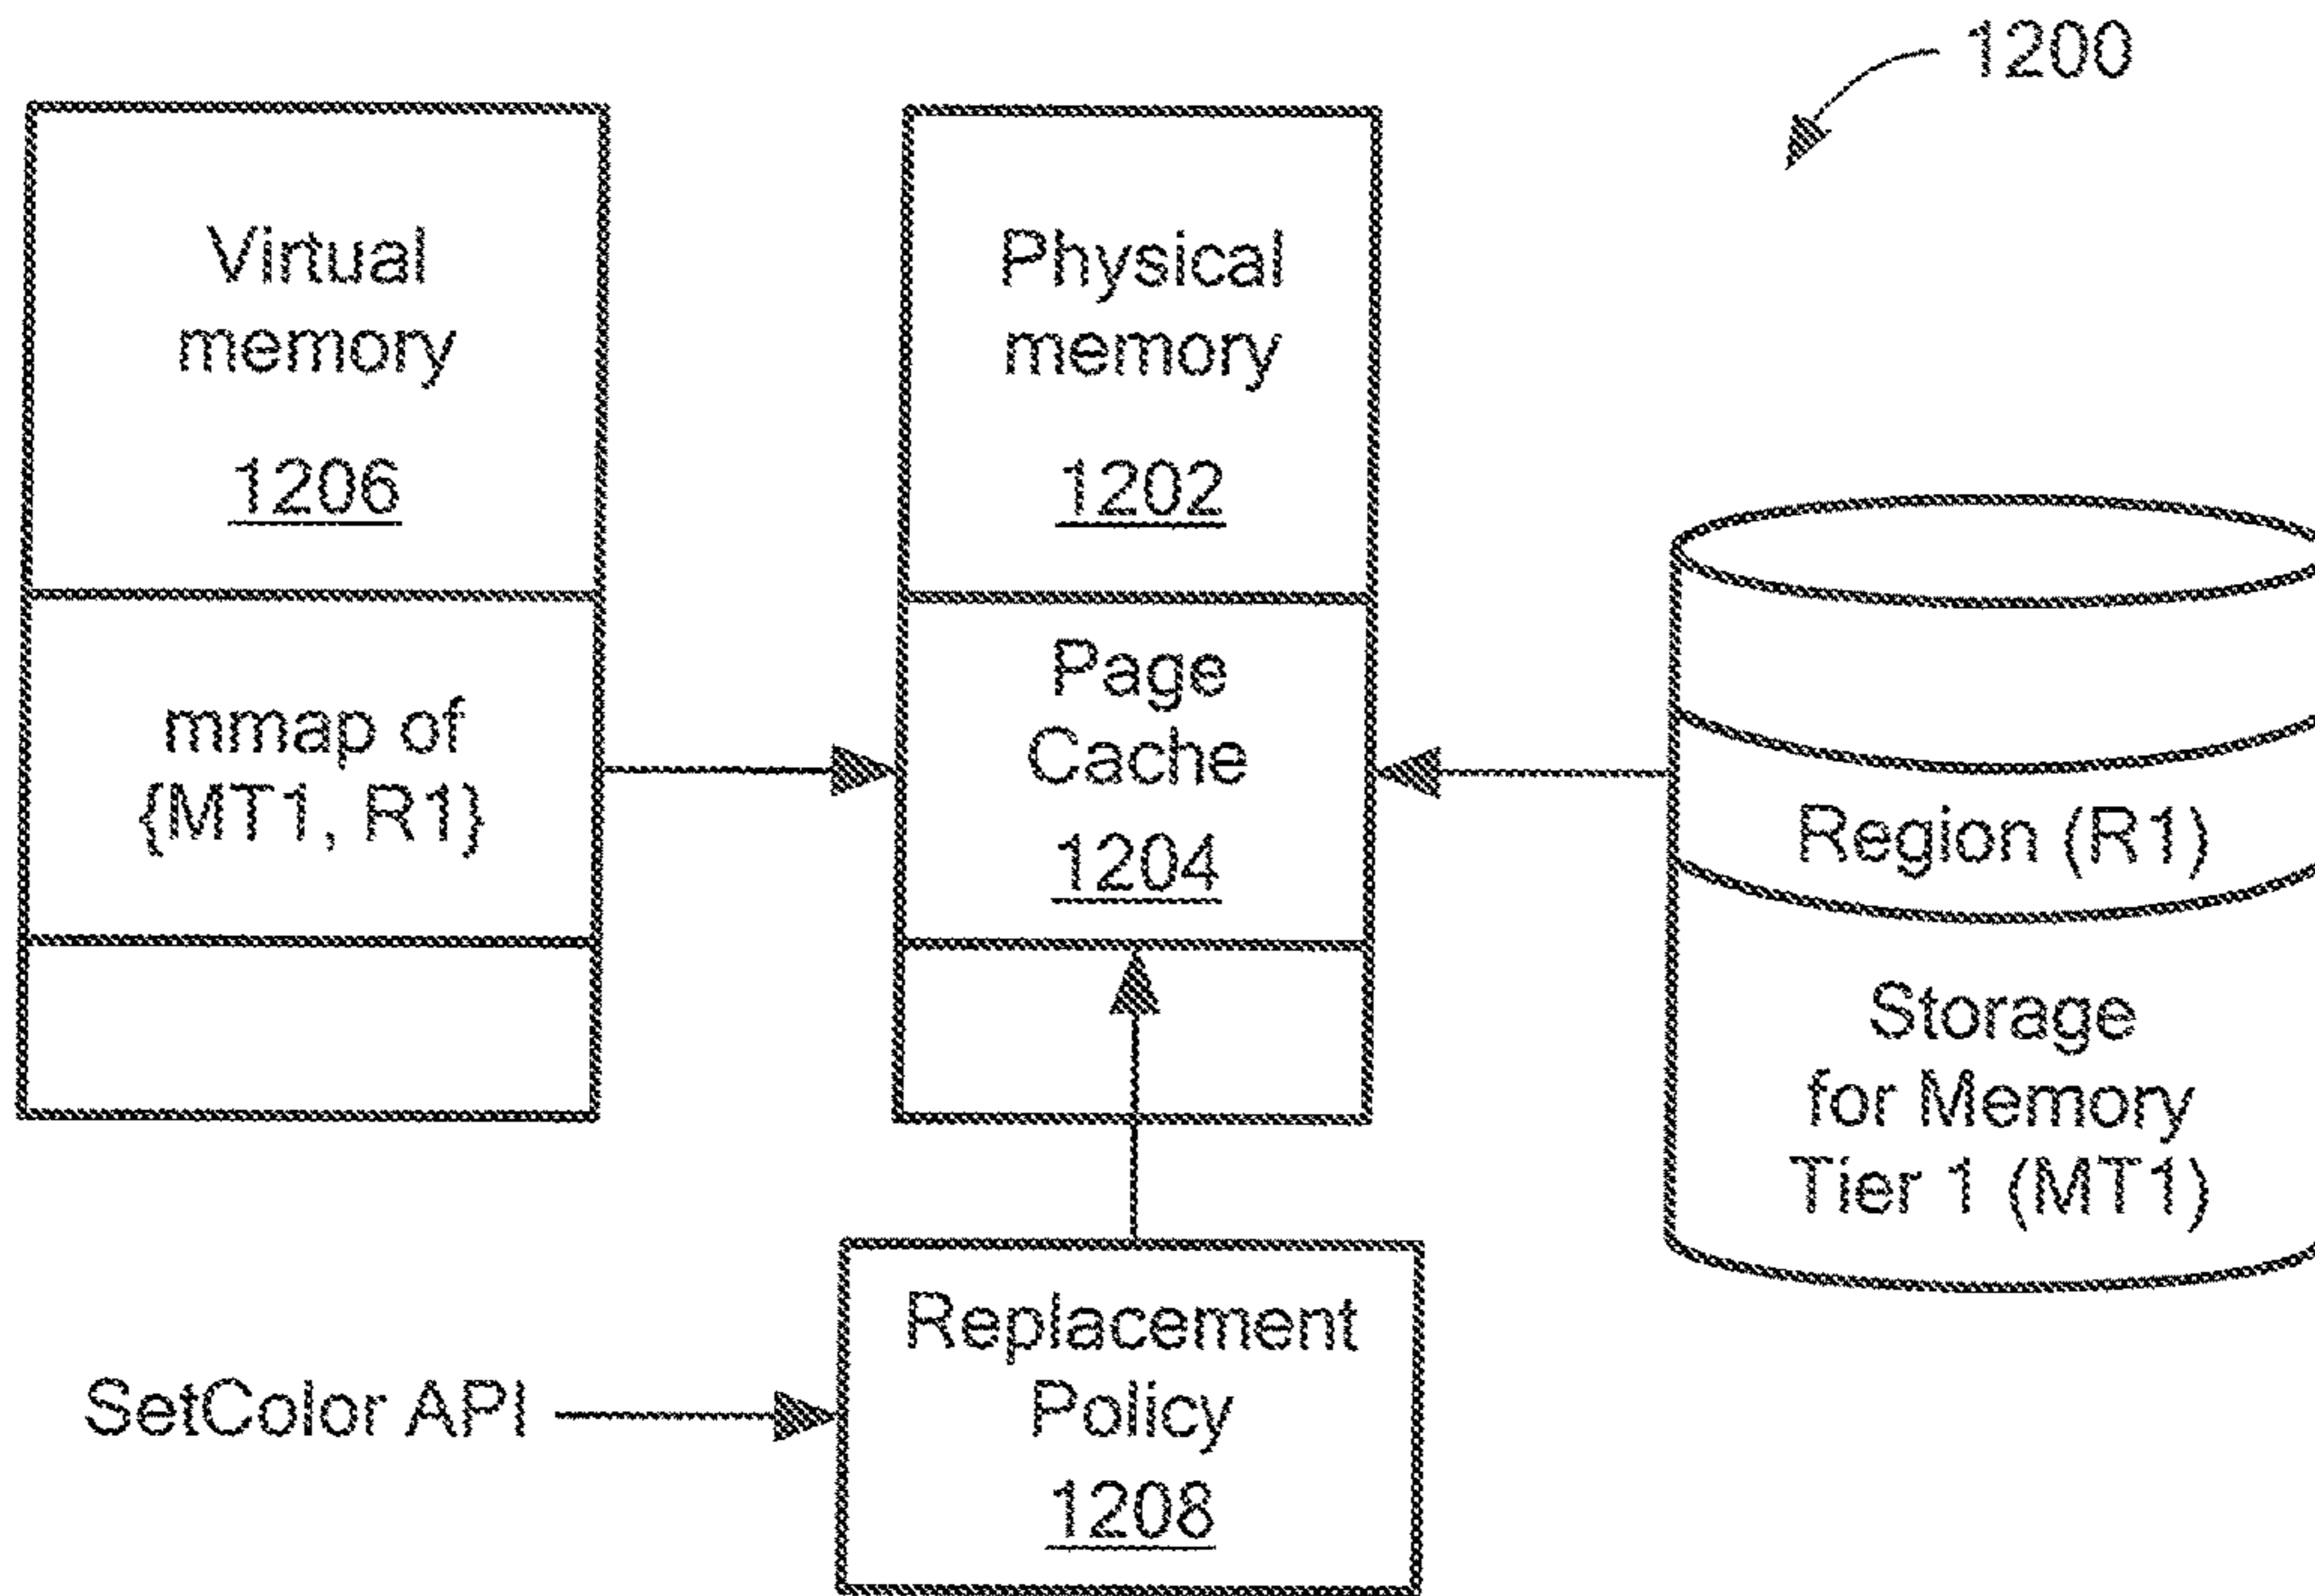 1200
Virtual
memory
1206
mmap of
{MT1, R1}
Physical
memory
1202
Page
Cache
1204
Region (R1)
Storage
for Memory
Tier 1 (MT1)
SetColor API
Replacement
Policy
1208